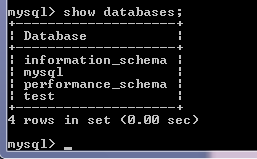 mysql> show databases;
+--------------------+
| Database           |
+--------------------+
| information_schema |
| mysql              |
| performance_schema |
| test               |
+--------------------+
4 rows in set (0.00 sec)
mysql> _